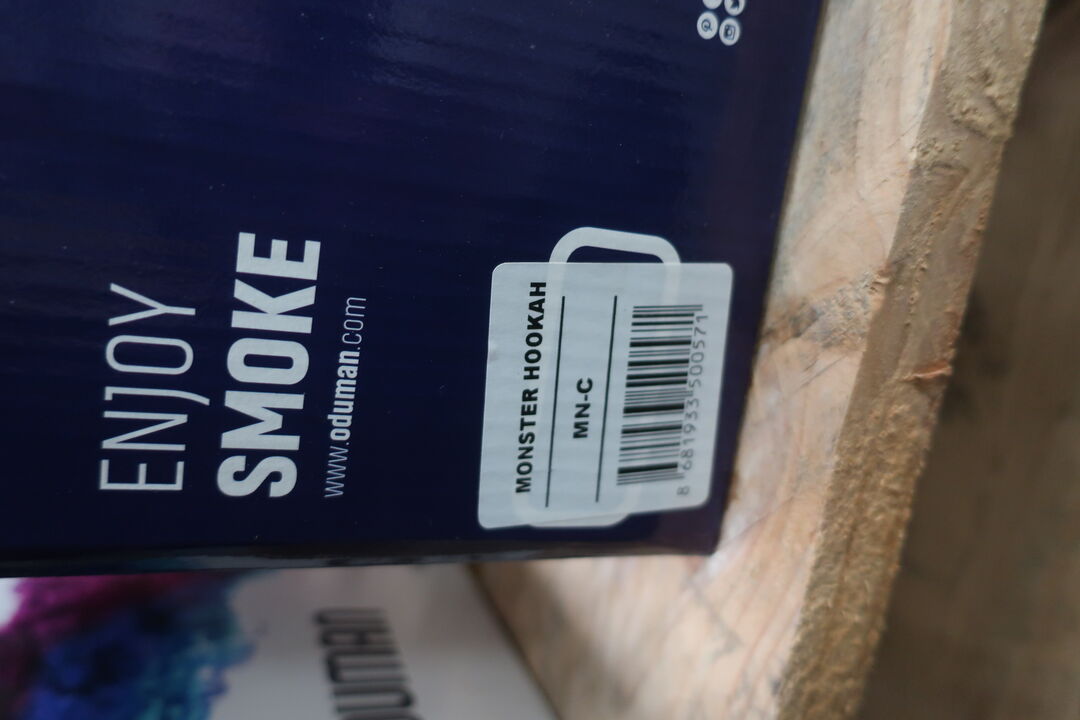 ENJOY
SMOKE
www.oduman.com
MONSTER HOOKAH
MN-C
8 681933 500571